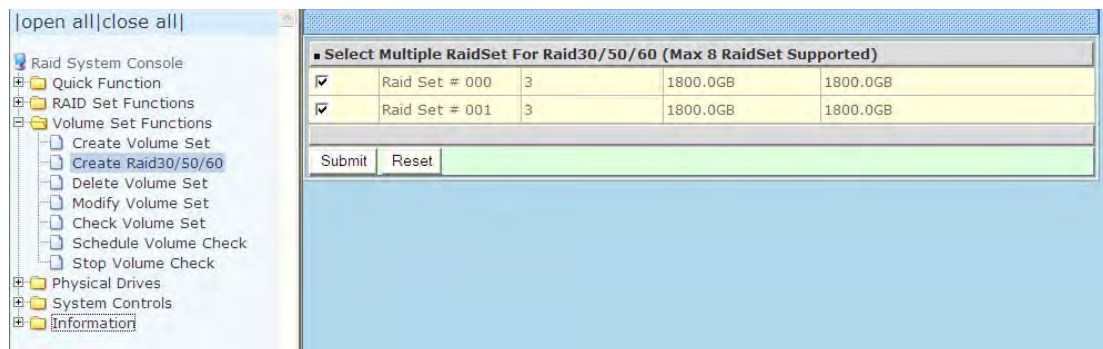 |open all|close all|
Raid System Console
Quick Function
RAID Set Functions
Volume Set Functions
Create Volume Set
Create Raid30/50/60
Delete Volume Set
Modify Volume Set
Check Volume Set
Schedule Volume Check
Stop Volume Check
Physical Drives
System Controls
Information
Select Multiple RaidSet For Raid30/50/60 (Max 8 RaidSet Supported)
Raid Set # 000 3 1800.0GB 1800.0GB
Raid Set # 001 3 1800.0GB 1800.0GB
Submit Reset